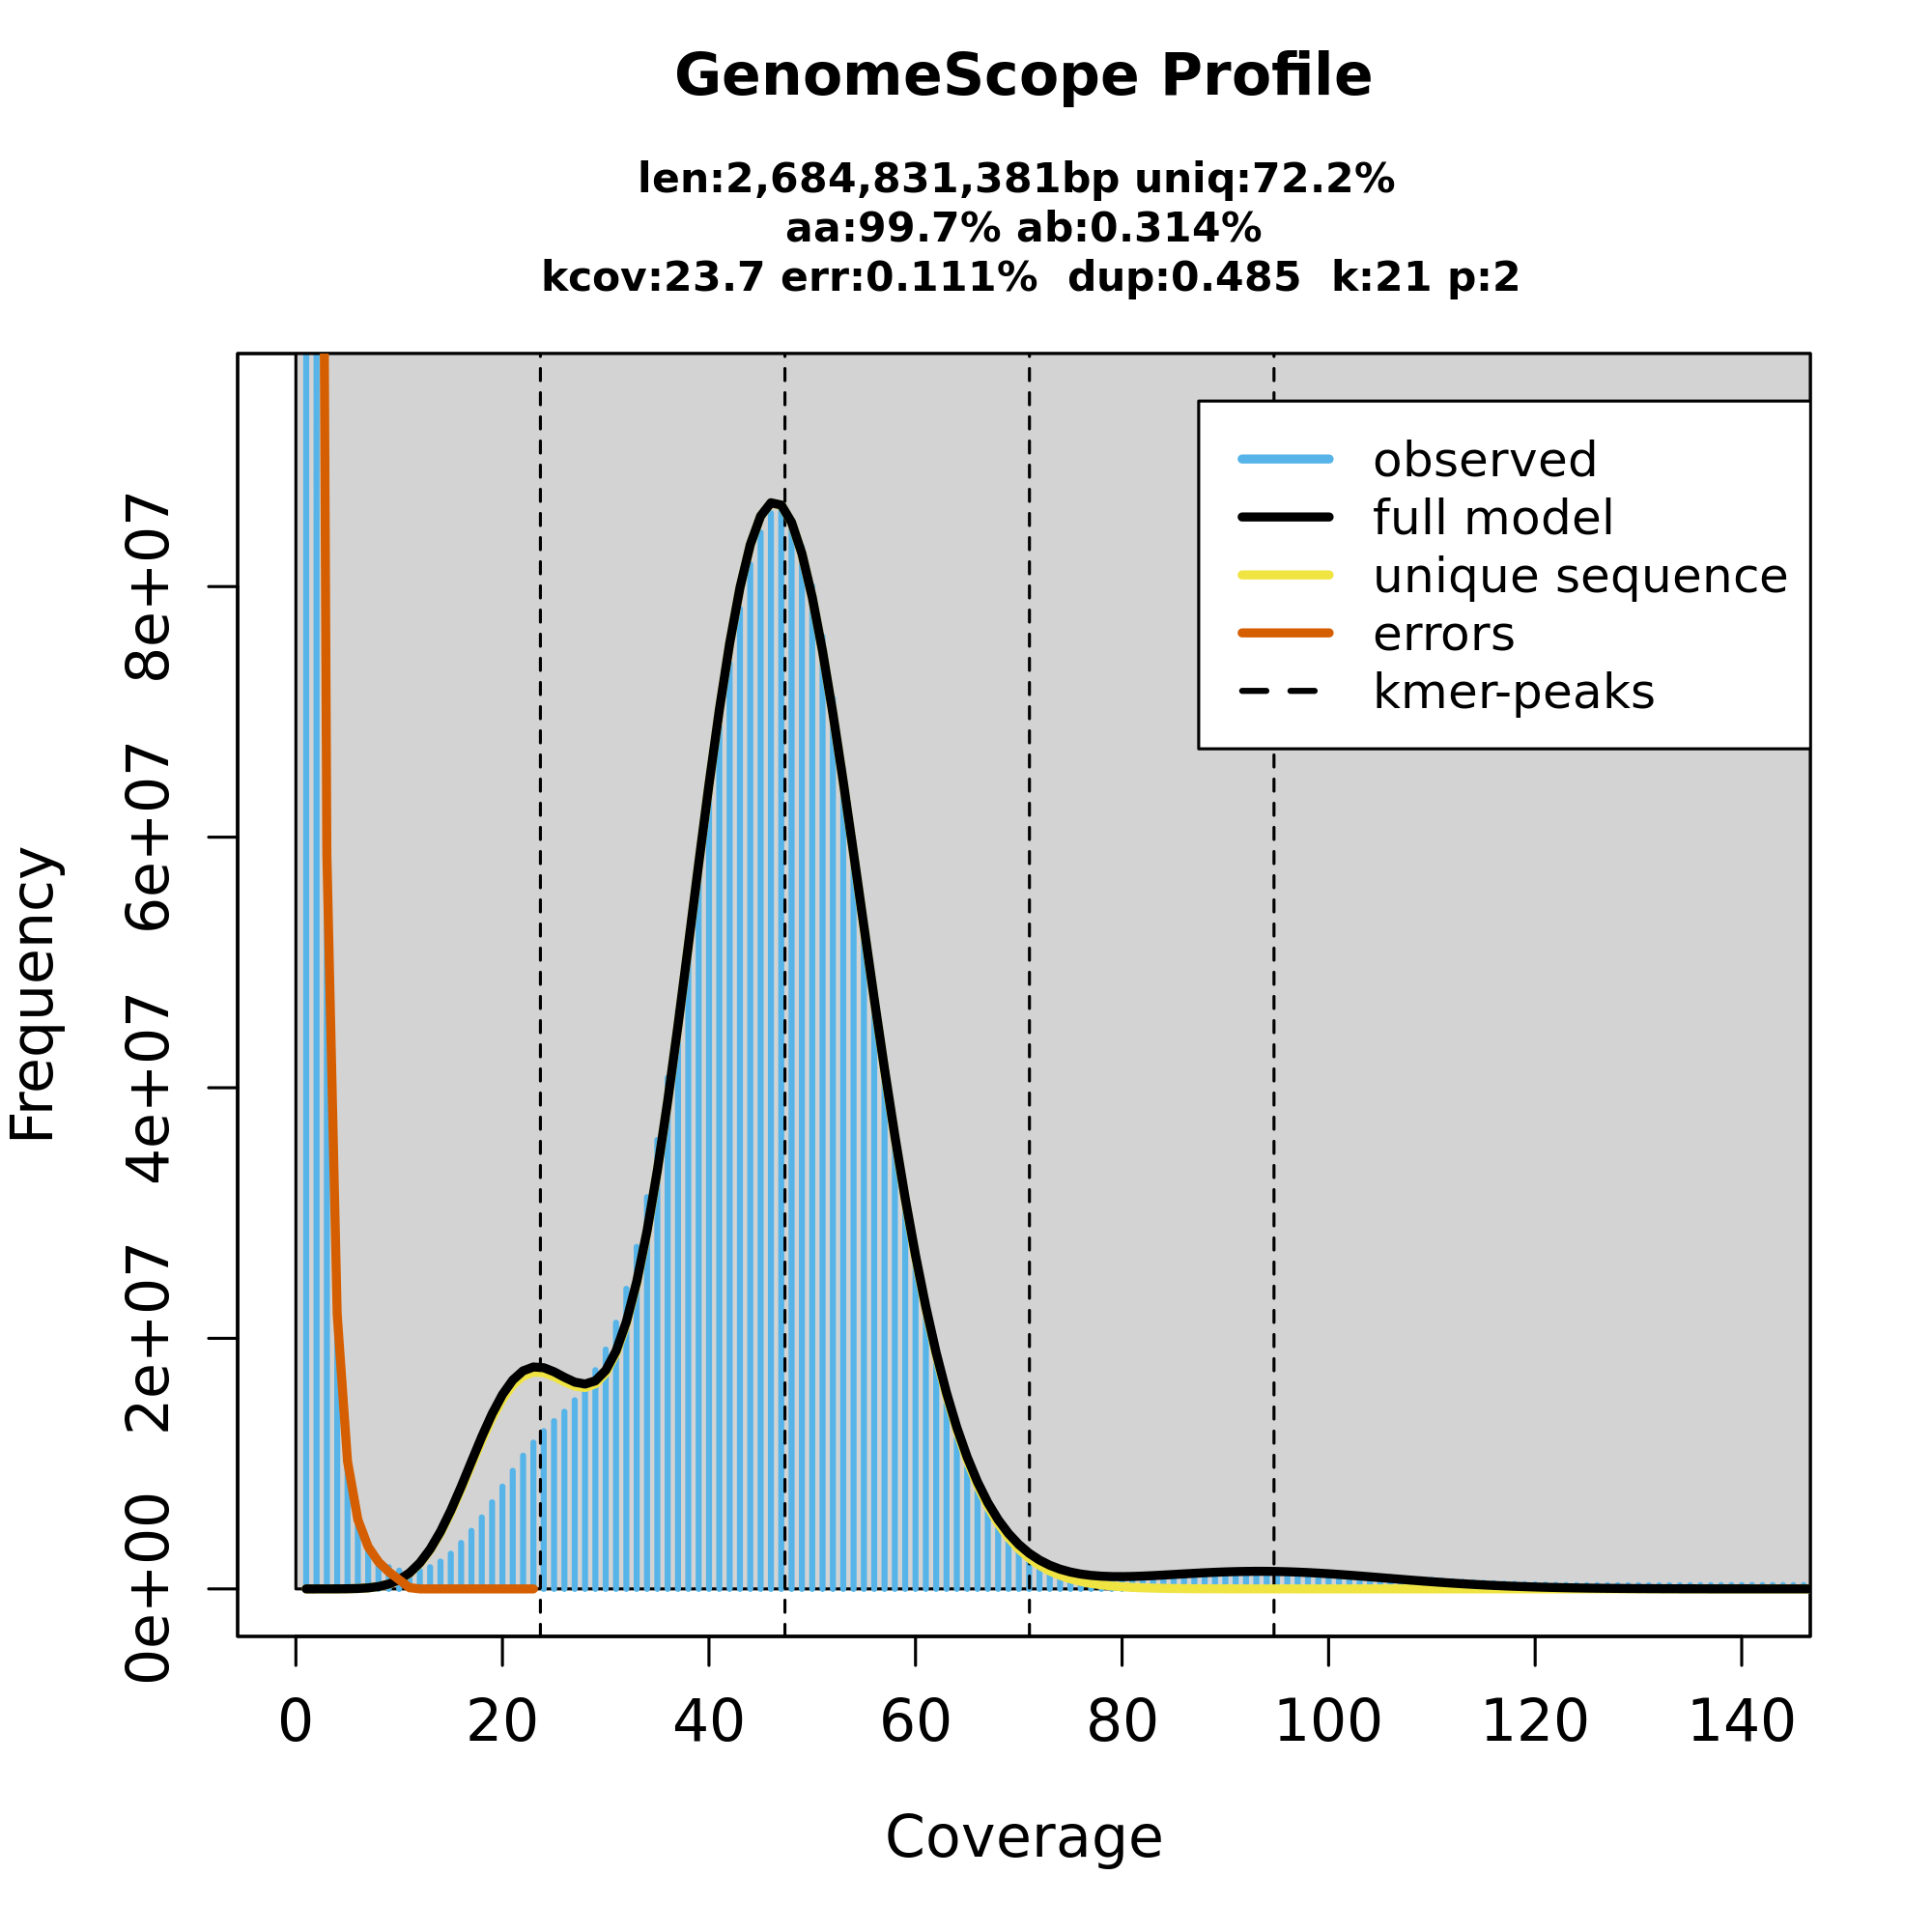 GenomeScope Profile
len:2,684,831,381bp uniq:72.2%
aa:99.7% ab:0.314%
kcov:23.7 err:0.111% dup:0.485 k:21 p:2
observed
full model
unique sequence
errors
kmer-peaks
Frequency
0e+00 2e+07 4e+07 6e+07 8e+07
0 20 40 60 80 100 120 140
Coverage